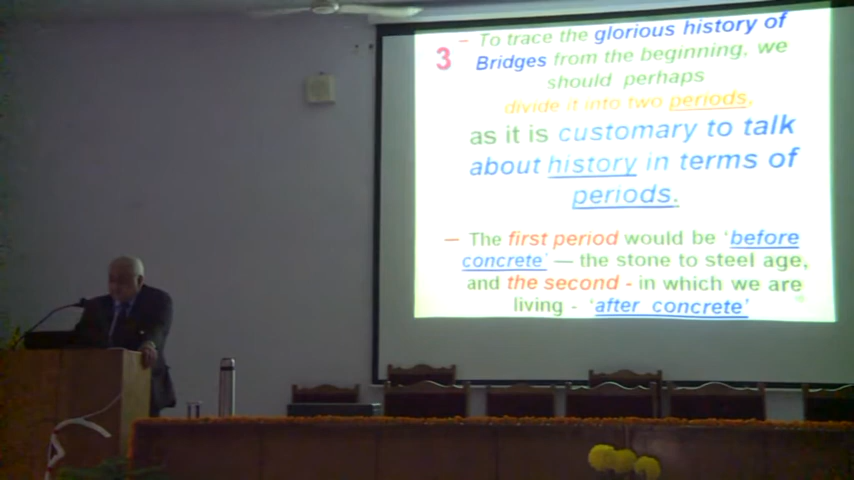 – To trace the glorious history of
3 Bridges from the beginning, we
should perhaps
divide it into two periods,
as it is customary to talk
about history in terms of
periods.
– The first period would be ‘before
concrete’ — the stone to steel age,
and the second - in which we are
living - ‘after concrete’